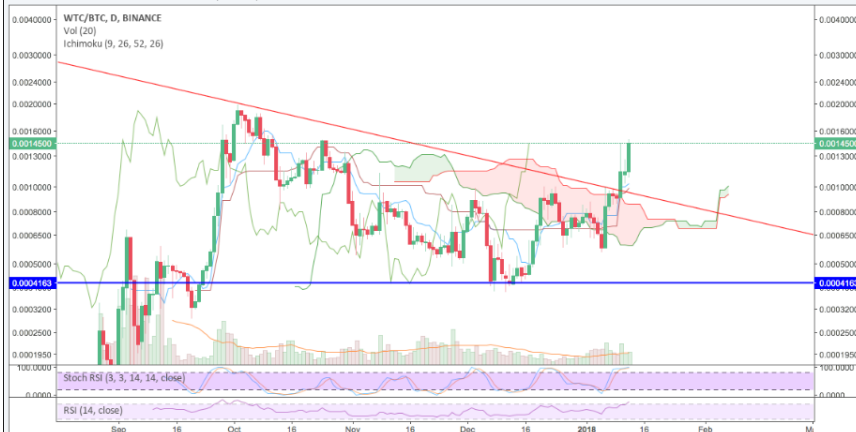 WTC/BTC, D, BINANCE
Vol (20)
Ichimoku (9, 26, 52, 26)
0.0040000 0.0040000
0.0030000 0.0030000
0.0024000 0.0024000
0.0020000 0.0020000
0.0016000 0.0016000
0.0014500 0.0014500
0.0013000 0.0013000
0.0010000 0.0010000
0.0008000 0.0008000
0.0006500 0.0006500
0.0005000 0.0005000
0.0004163 0.0004163
0.0003200 0.0003200
0.0002500 0.0002500
0.0001950 0.0001950
100.0000 100.0000
Stoch RSI (3, 3, 14, 14, close)
0.0000 0.0000
RSI (14, close)
Sep 16 Oct 16 Nov 16 Dec 16 2018 16 Feb